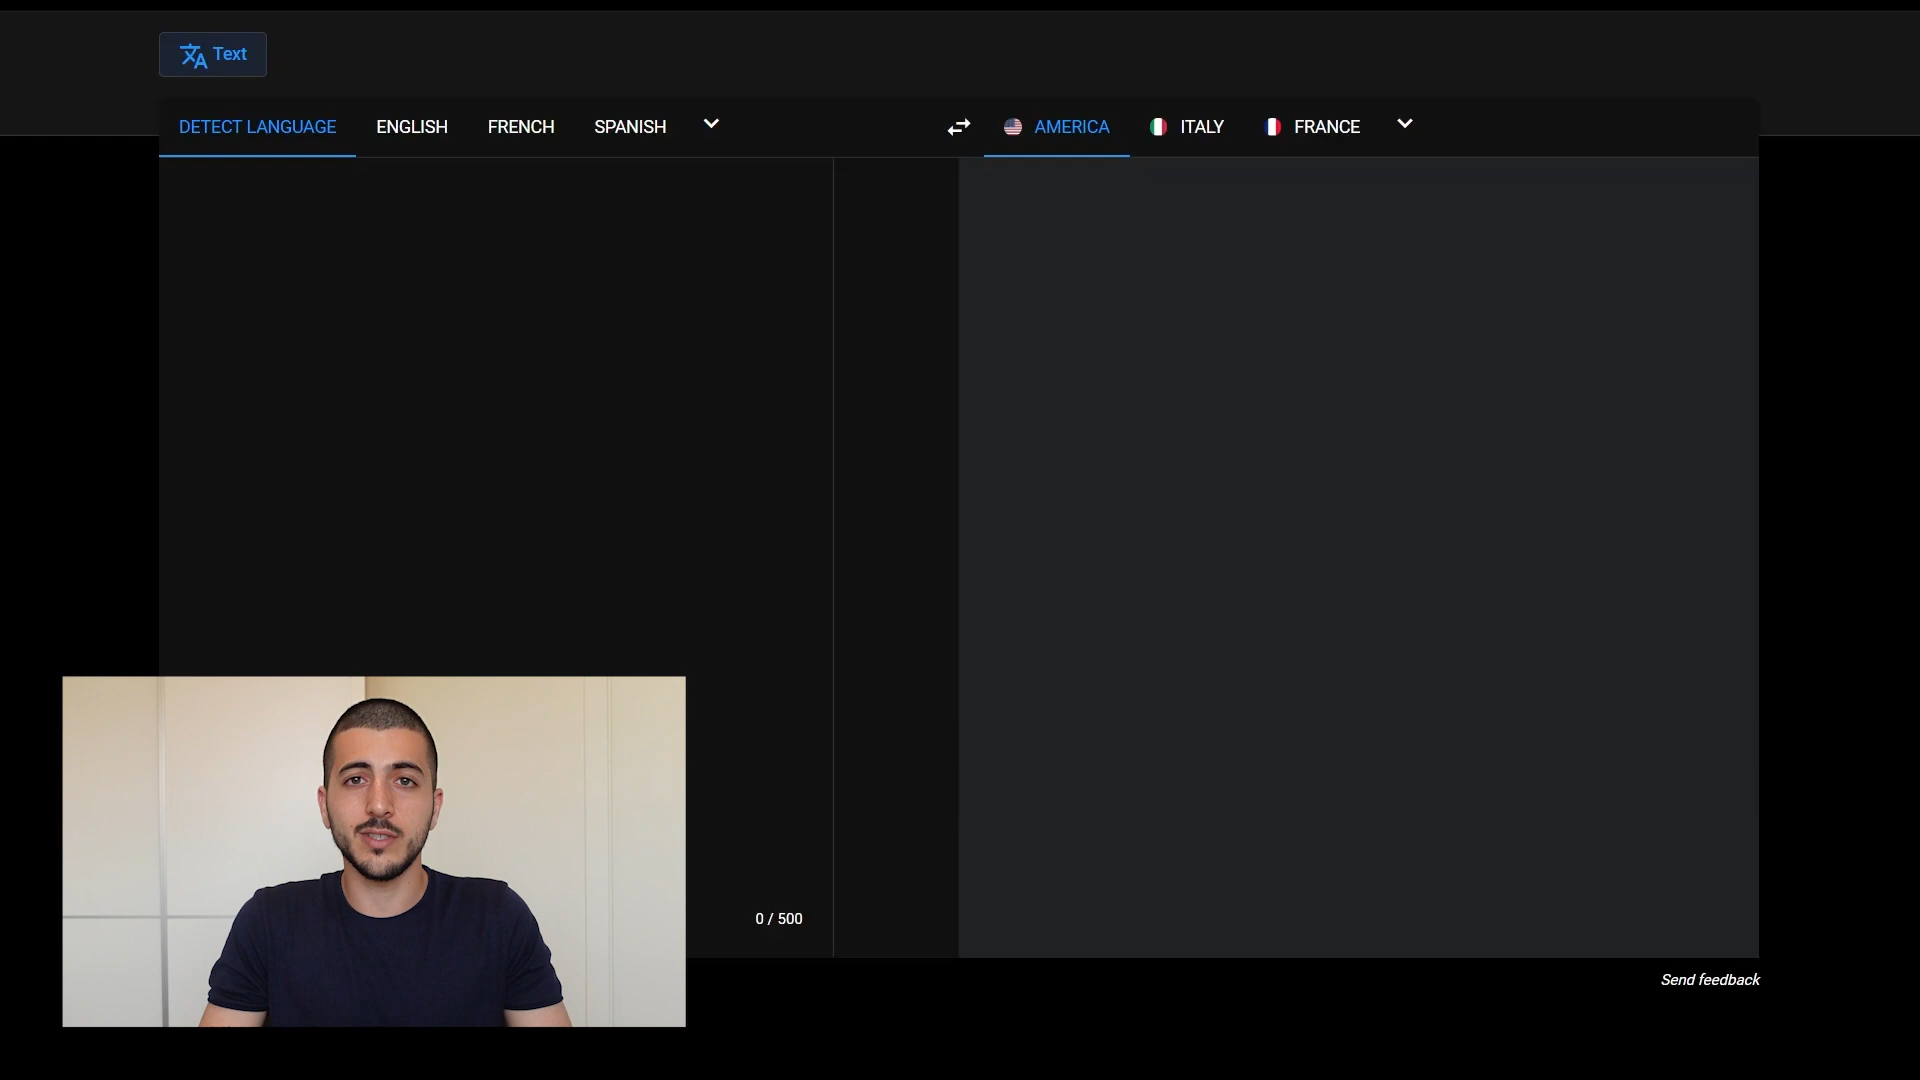 Text
DETECT LANGUAGE ENGLISH FRENCH SPANISH AMERICA ITALY FRANCE
0 / 500
Send feedback